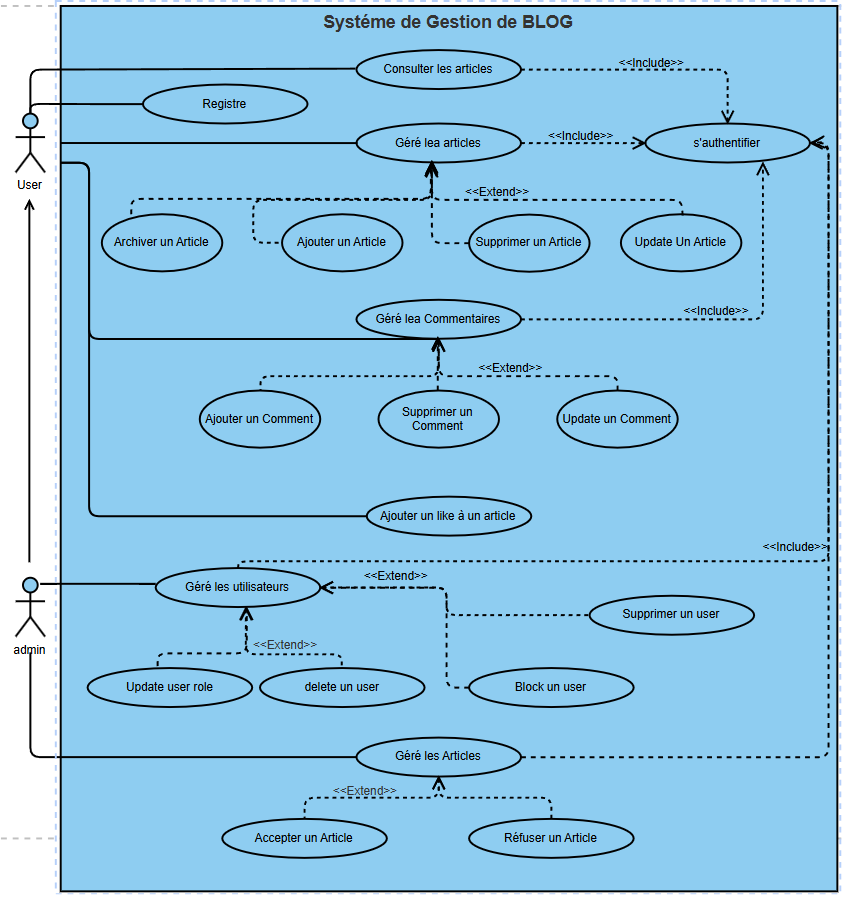 Systéme de Gestion de BLOG
Consulter les articles
<<Include>>
Registre
Géré lea articles
<<Include>>
s'authentifier
User
<<Extend>>
Archiver un Article
Ajouter un Article
Supprimer un Article
Update Un Article
Géré lea Commentaires
<<Include>>
<<Extend>>
Ajouter un Comment
Supprimer un
Comment
Update un Comment
Ajouter un like à un article
<<Include>>
Géré les utilisateurs
<<Extend>>
Supprimer un user
admin
<<Extend>>
Update user role
delete un user
Block un user
Géré les Articles
<<Extend>>
Accepter un Article
Réfuser un Article